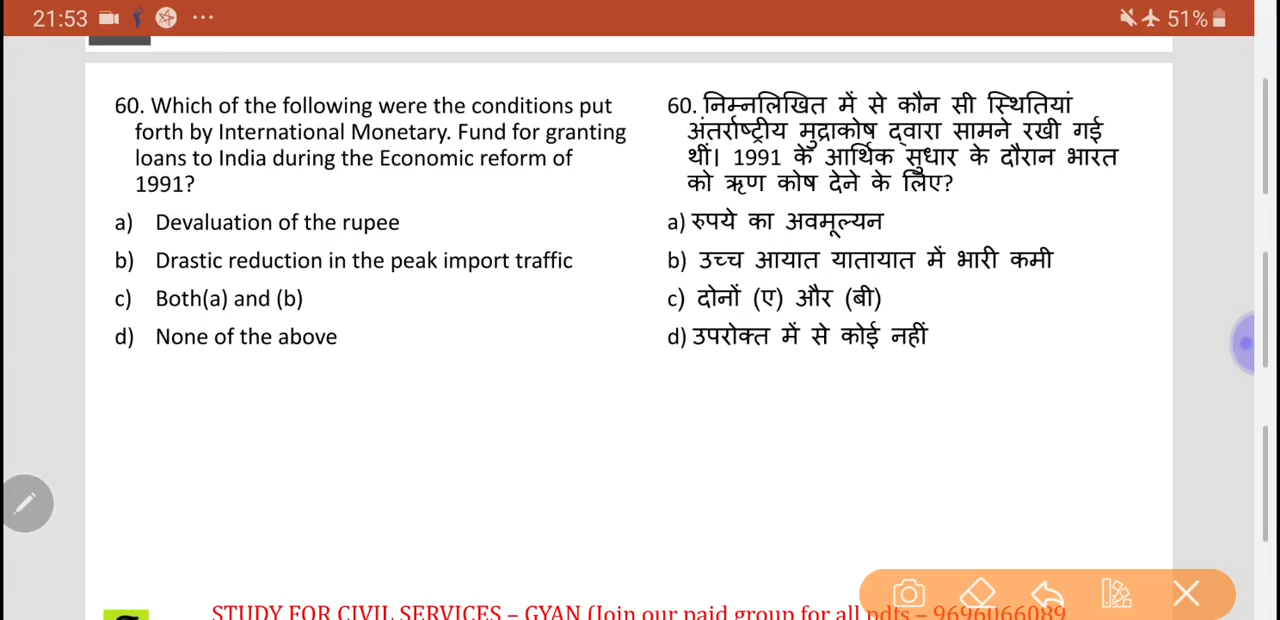 21:53
51%
60. Which of the following were the conditions put
forth by International Monetary. Fund for granting
loans to India during the Economic reform of
1991?
a) Devaluation of the rupee
b) Drastic reduction in the peak import traffic
c) Both(a) and (b)
d) None of the above
60. निम्नलिखित में से कौन सी स्थितियां
अंतर्राष्ट्रीय मुद्राकोष द्वारा सामने रखी गई
थीं। 1991 के आर्थिक सुधार के दौरान भारत
को ऋण कोष देने के लिए?
a) रुपये का अवमूल्यन
b) उच्च आयात यातायात में भारी कमी
c) दोनों (ए) और (बी)
d) उपरोक्त में से कोई नहीं
STUDY FOR CIVIL SERVICES – GYAN (Join our paid group for all pdfs – 9696066089